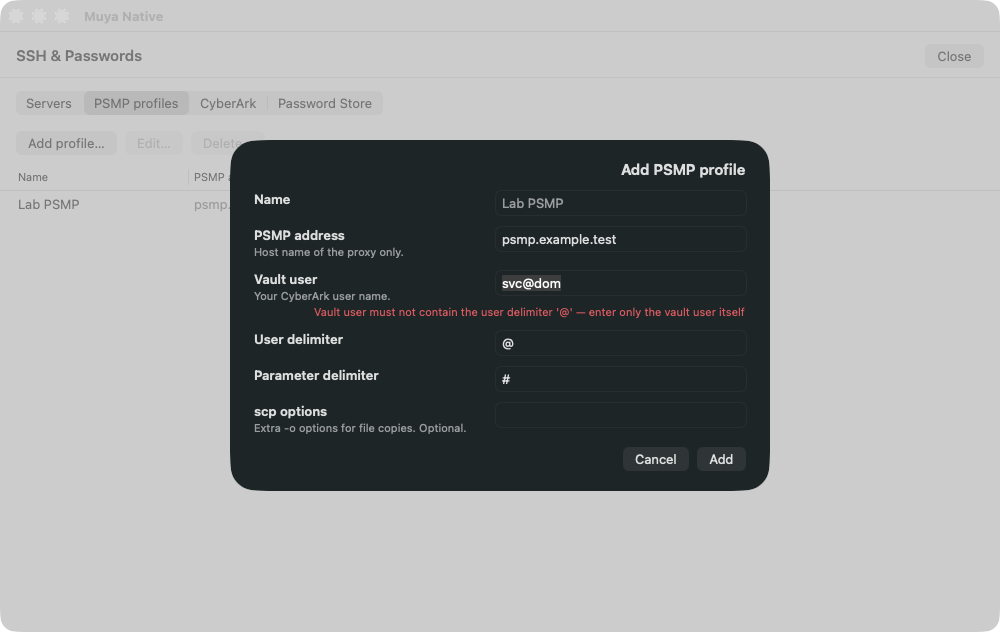 Muya Native
SSH & Passwords
Close
Servers
PSMP profiles
CyberArk
Password Store
Add profile...
Edit...
Delete
Name
PSMP
Lab PSMP
psmp.
Add PSMP profile
Name
Lab PSMP
PSMP address
psmp.example.test
Host name of the proxy only.
Vault user
svc@dom
Your CyberArk user name.
Vault user must not contain the user delimiter '@' — enter only the vault user itself
User delimiter
@
Parameter delimiter
#
scp options
Extra -o options for file copies. Optional.
Cancel
Add